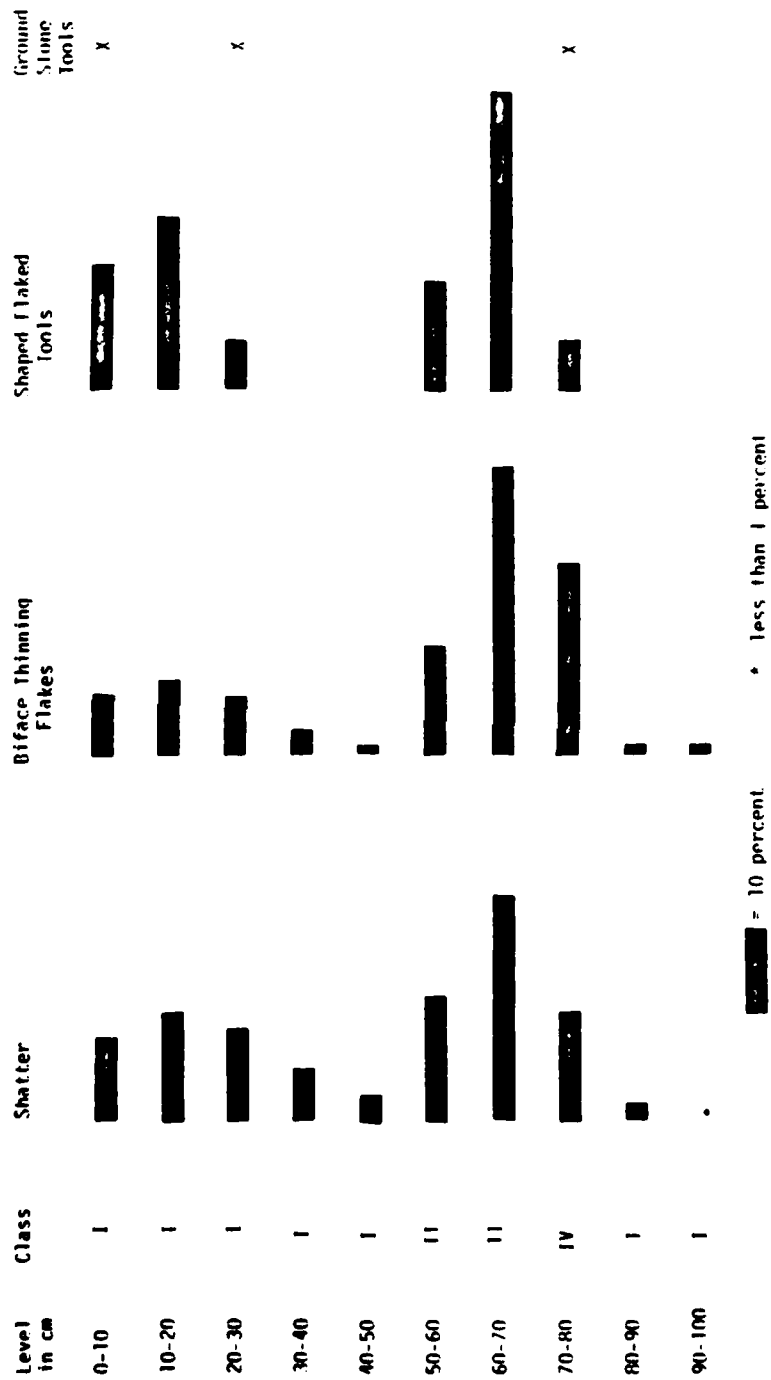 Level in cm Class Shatter Biface Thinning Flakes Shaped Flaked Tools Ground Stone Tools
0-10 I X
10-20 I
20-30 I X
30-40 I
40-50 I
50-60 II
60-70 II
70-80 IV X
80-90 I
90-100 I *
= 10 percent * less than 1 percent